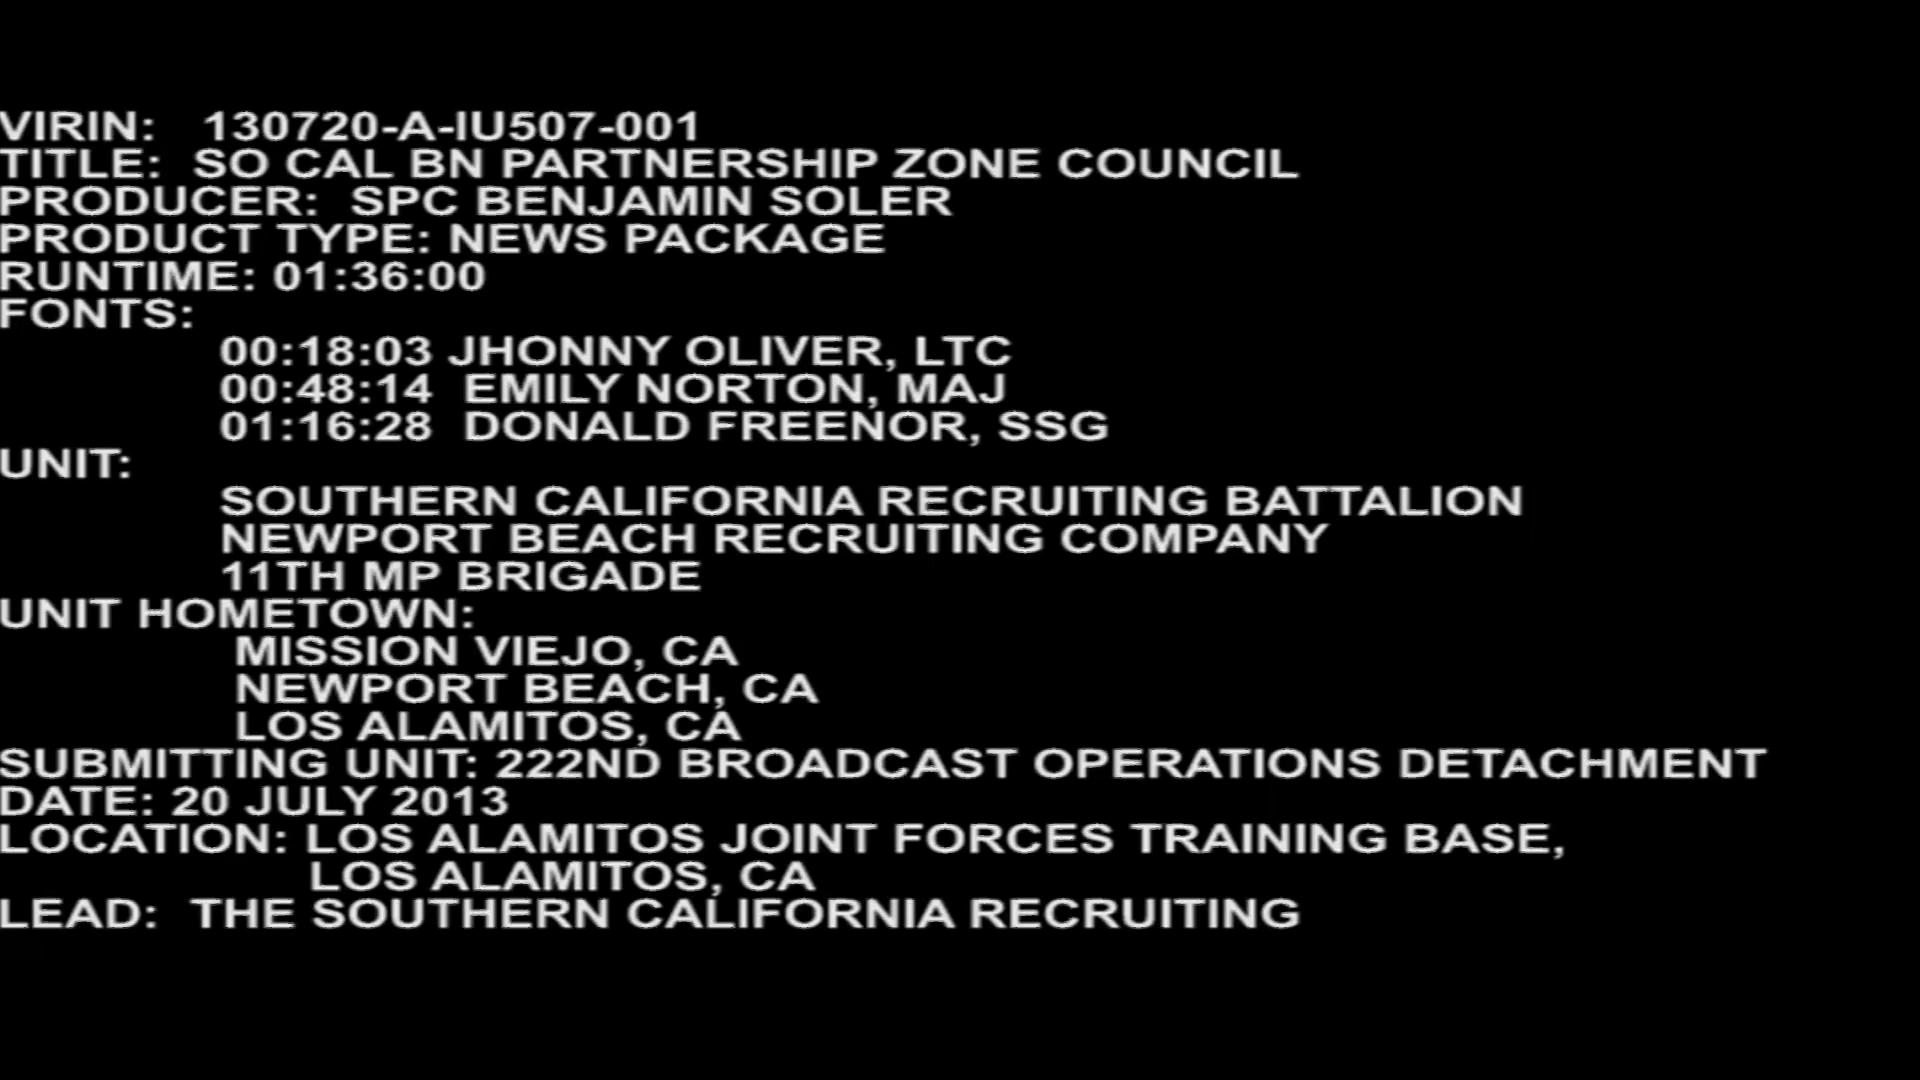 VIRIN: 130720-A-IU507-001
TITLE: SO CAL BN PARTNERSHIP ZONE COUNCIL
PRODUCER: SPC BENJAMIN SOLER
PRODUCT TYPE: NEWS PACKAGE
RUNTIME: 01:36:00
FONTS:
00:18:03 JHONNY OLIVER, LTC
00:48:14 EMILY NORTON, MAJ
01:16:28 DONALD FREENOR, SSG
UNIT:
SOUTHERN CALIFORNIA RECRUITING BATTALION
NEWPORT BEACH RECRUITING COMPANY
11TH MP BRIGADE
UNIT HOMETOWN:
MISSION VIEJO, CA
NEWPORT BEACH, CA
LOS ALAMITOS, CA
SUBMITTING UNIT: 222ND BROADCAST OPERATIONS DETACHMENT
DATE: 20 JULY 2013
LOCATION: LOS ALAMITOS JOINT FORCES TRAINING BASE,
LOS ALAMITOS, CA
LEAD: THE SOUTHERN CALIFORNIA RECRUITING